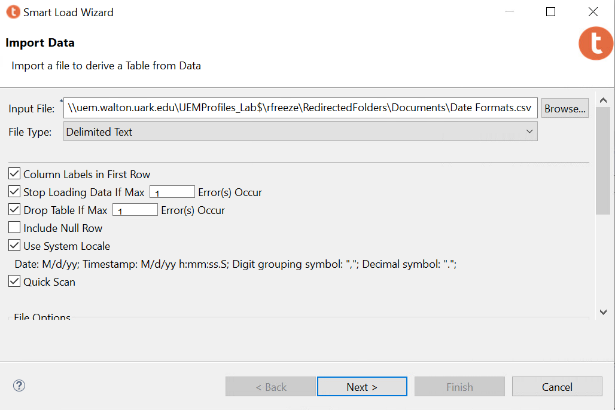 t Smart Load Wizard
Import Data
t
Import a file to derive a Table from Data
Input File: * \\uem.walton.uark.edu\UEMProfiles_Lab$\rfreeze\RedirectedFolders\Documents\Date Formats.csv Browse...
File Type: Delimited Text
Column Labels in First Row
Stop Loading Data If Max 1 Error(s) Occur
Drop Table If Max 1 Error(s) Occur
Include Null Row
Use System Locale
Date: M/d/yy; Timestamp: M/d/yy h:mm:ss.S; Digit grouping symbol: ","; Decimal symbol: ".";
Quick Scan
File Options
? < Back Next > Finish Cancel